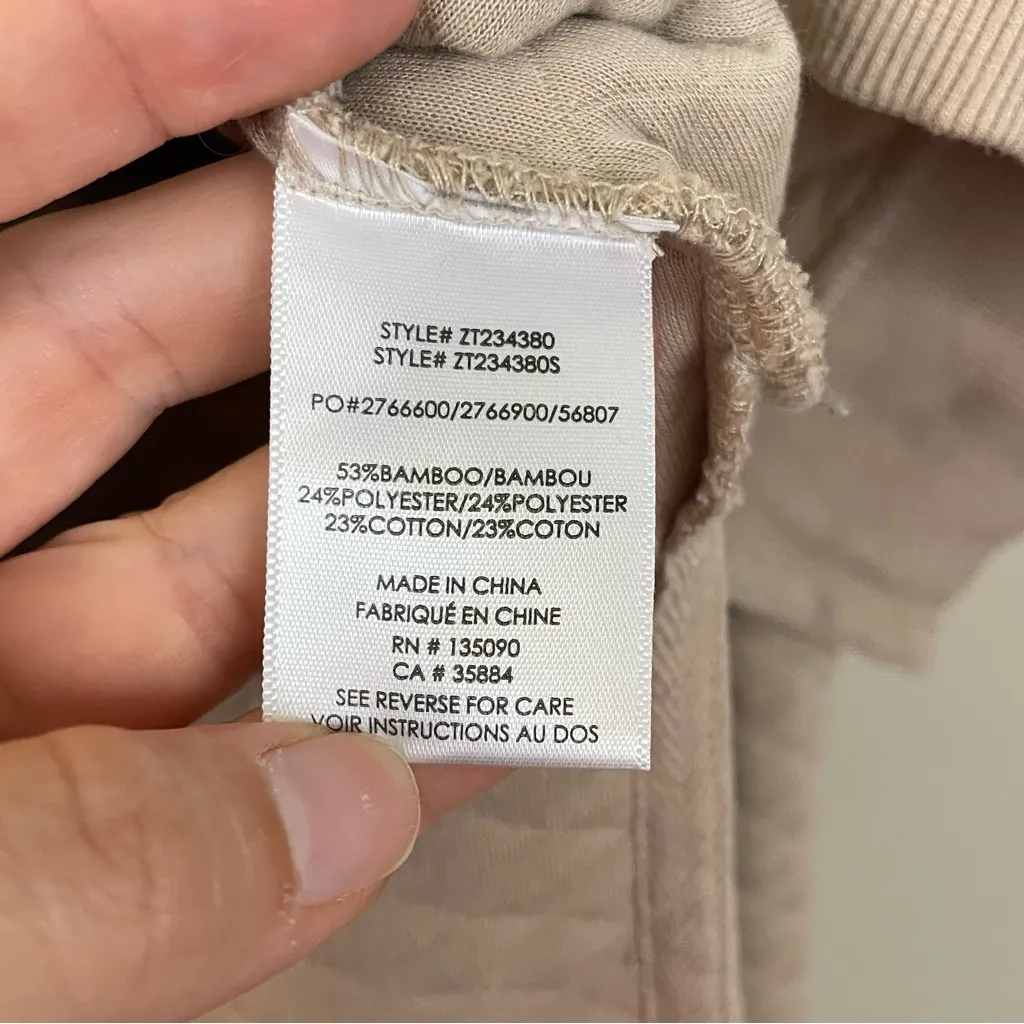 STYLE# ZT234380
STYLE# ZT234380S
PO#2766600/2766900/56807
53%BAMBOO/BAMBOU
24%POLYESTER/24%POLYESTER
23%COTTON/23%COTON
MADE IN CHINA
FABRIQUÉ EN CHINE
RN # 135090
CA # 35884
SEE REVERSE FOR CARE
VOIR INSTRUCTIONS AU DOS